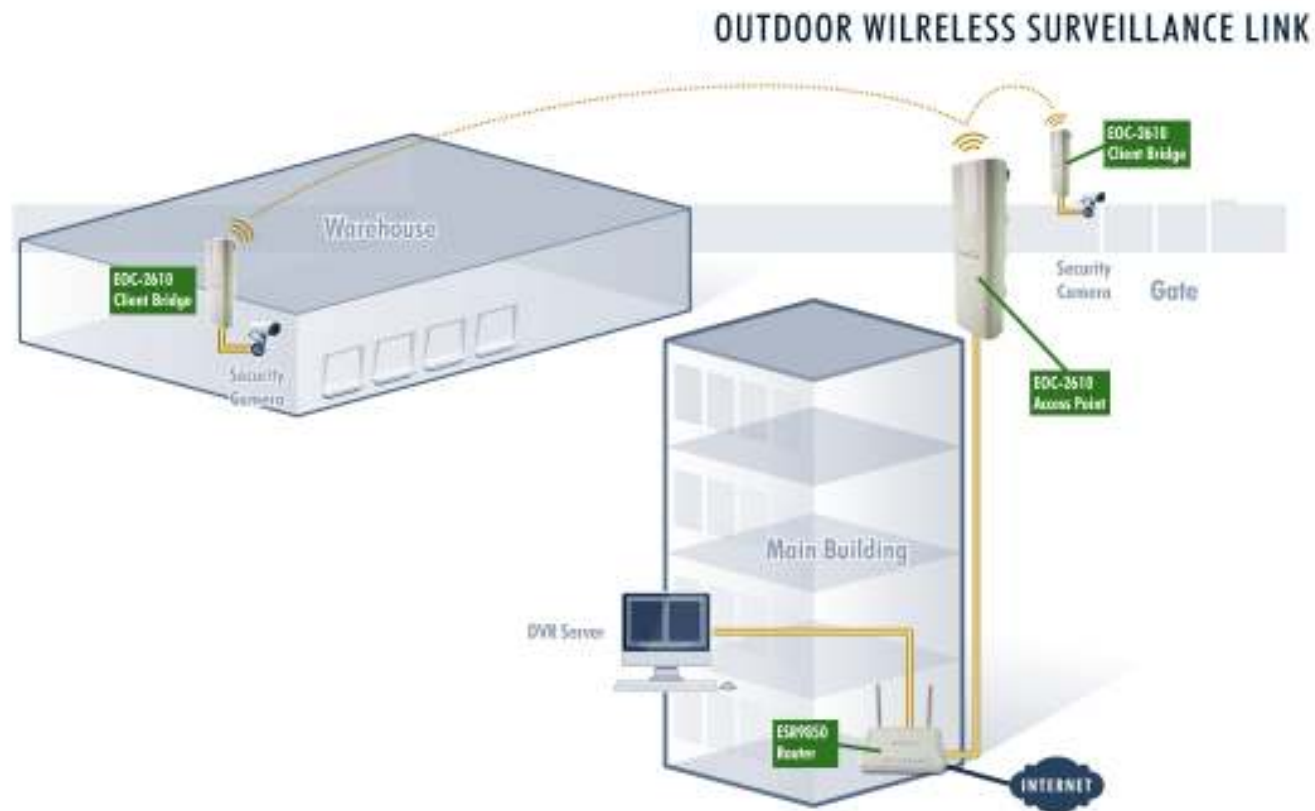 OUTDOOR WILRELESS SURVEILLANCE LINK
EOC-2610
Client Bridge
Warehouse
EOC-2610
Client Bridge
Security
Camera
Security
Camera
Gate
EOC-2610
Access Point
Main Building
DVR Server
ESR9850
Router
INTERNET